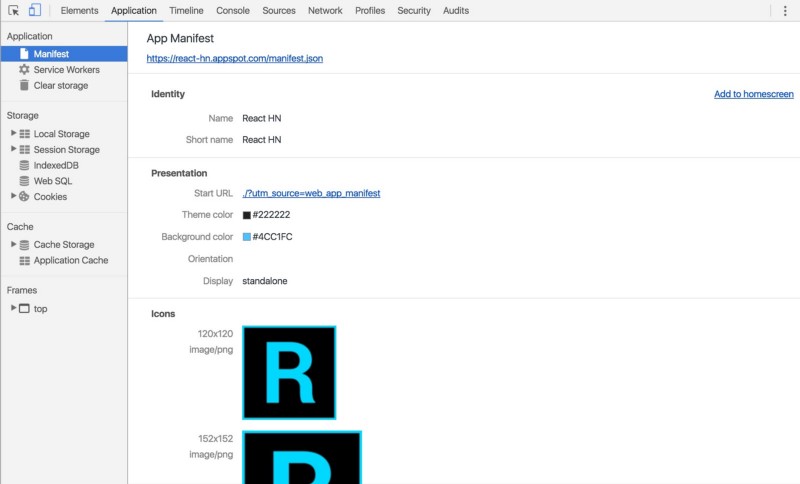 Elements Application Timeline Console Sources Network Profiles Security Audits
Application
Manifest
Service Workers
Clear storage
Storage
Local Storage
Session Storage
IndexedDB
Web SQL
Cookies
Cache
Cache Storage
Application Cache
Frames
top
App Manifest
https://react-hn.appspot.com/manifest.json
Identity Add to homescreen
Name React HN
Short name React HN
Presentation
Start URL ./?utm_source=web_app_manifest
Theme color #222222
Background color #4CC1FC
Orientation
Display standalone
Icons
120x120
image/png
R
152x152
image/png
R